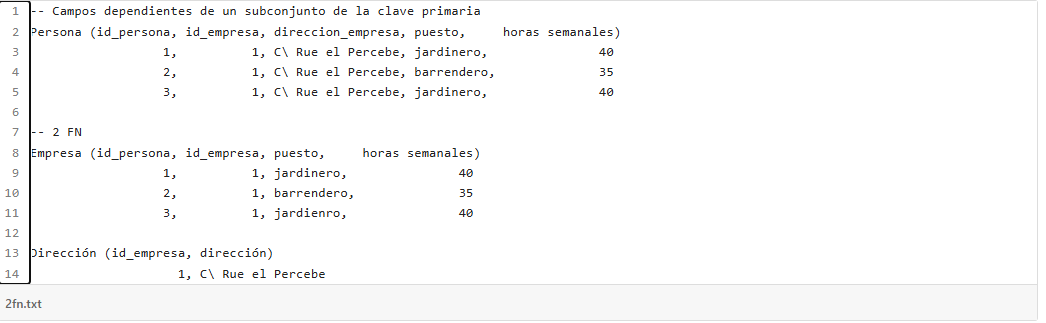 1 -- Campos dependientes de un subconjunto de la clave primaria
2 Persona (id_persona, id_empresa, direccion_empresa, puesto,     horas semanales)
3                   1,          1, C\ Rue el Percebe, jardinero,               40
4                   2,          1, C\ Rue el Percebe, barrendero,              35
5                   3,          1, C\ Rue el Percebe, jardinero,               40
6
7 -- 2 FN
8 Empresa (id_persona, id_empresa, puesto,     horas semanales)
9                   1,          1, jardinero,               40
10                  2,          1, barrendero,              35
11                  3,          1, jardienro,               40
12
13 Dirección (id_empresa, dirección)
14                    1, C\ Rue el Percebe
2fn.txt